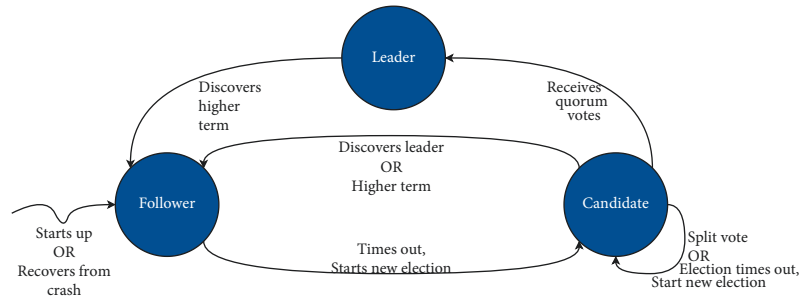 Leader
Discovers
higher
term
Receives
quorum
votes
Discovers leader
OR
Higher term
Follower
Candidate
Starts up
OR
Recovers from
crash
Times out,
Starts new election
Split vote
OR
Election times out,
Start new election